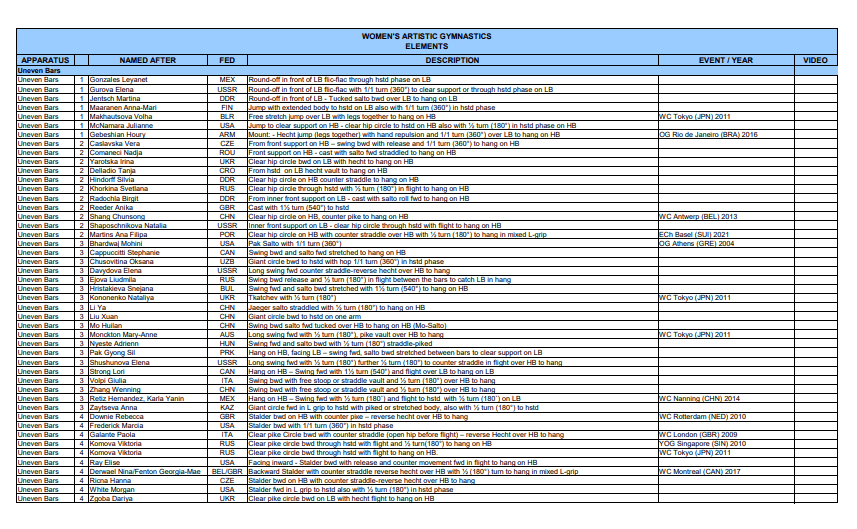 WOMEN'S ARTISTIC GYMNASTICS
ELEMENTS
APPARATUS NAMED AFTER FED DESCRIPTION EVENT / YEAR VIDEO
Uneven Bars
Uneven Bars 1 Gonzales Leyanet MEX Round-off in front of LB flic-flac through hstd phase on LB
Uneven Bars 1 Gurova Elena USSR Round-off in front of LB flic-flac with 1/1 turn (360°) to clear support or through hstd phase on LB
Uneven Bars 1 Jentsch Martina DDR Round-off in front of LB - Tucked salto bwd over LB to hang on LB
Uneven Bars 1 Maaranen Anna-Mari FIN Jump with extended body to hstd on LB also with 1/1 turn (360°) in hstd phase
Uneven Bars 1 Makhautsova Volha BLR Free stretch jump over LB with legs together to hang on HB WC Tokyo (JPN) 2011
Uneven Bars 1 McNamara Julianne USA Jump to clear support on HB - clear hip circle to hstd on HB also with ½ turn (180°) in hstd phase on HB
Uneven Bars 1 Gebeshian Houry ARM Mount: - Hecht jump (legs together) with hand repulsion and 1/1 turn (360°) over LB to hang on HB OG Rio de Janeiro (BRA) 2016
Uneven Bars 2 Caslavska Vera CZE From front support on HB – swing bwd with release and 1/1 turn (360°) to hang on HB
Uneven Bars 2 Comaneci Nadja ROU Front support on HB - cast with salto fwd straddled to hang on HB
Uneven Bars 2 Yarotska Irina UKR Clear hip circle bwd on LB with hecht to hang on HB
Uneven Bars 2 Delladio Tanja CRO From hstd on LB hecht vault to hang on HB
Uneven Bars 2 Hindorff Silvia DDR Clear hip circle on HB counter straddle to hang on HB
Uneven Bars 2 Khorkina Svetlana RUS Clear hip circle through hstd with ½ turn (180°) in flight to hang on HB
Uneven Bars 2 Radochla Birgit DDR From inner front support on LB - cast with salto roll fwd to hang on HB
Uneven Bars 2 Reeder Anika GBR Cast with 1½ turn (540°) to hstd
Uneven Bars 2 Shang Chunsong CHN Clear hip circle on HB, counter pike to hang on HB WC Antwerp (BEL) 2013
Uneven Bars 2 Shaposchnikova Natalia USSR Inner front support on LB - clear hip circle through hstd with flight to hang on HB
Uneven Bars 2 Martins Ana Filipa POR Clear hip circle on HB with counter straddle over HB with ½ turn (180°) to hang in mixed L-grip ECh Basel (SUI) 2021
Uneven Bars 3 Bhardwaj Mohini USA Pak Salto with 1/1 turn (360°) OG Athens (GRE) 2004
Uneven Bars 3 Cappuccitti Stephanie CAN Swing bwd and salto fwd stretched to hang on HB
Uneven Bars 3 Chusovitina Oksana UZB Giant circle bwd to hstd with hop 1/1 turn (360°) in hstd phase
Uneven Bars 3 Davydova Elena USSR Long swing fwd counter straddle-reverse hecht over HB to hang
Uneven Bars 3 Ejova Liudmilla RUS Swing bwd release and ½ turn (180°) in flight between the bars to catch LB in hang
Uneven Bars 3 Hristakieva Snejana BUL Swing fwd and salto bwd stretched with 1½ turn (540°) to hang on HB
Uneven Bars 3 Kononenko Nataliya UKR Tkatchev with ½ turn (180°) WC Tokyo (JPN) 2011
Uneven Bars 3 Li Ya CHN Jaeger salto straddled with ½ turn (180°) to hang on HB
Uneven Bars 3 Liu Xuan CHN Giant circle bwd to hstd on one arm
Uneven Bars 3 Mo Huilan CHN Swing bwd salto fwd tucked over HB to hang on HB (Mo-Salto)
Uneven Bars 3 Monckton Mary-Anne AUS Long swing fwd with ½ turn (180°), pike vault over HB to hang WC Tokyo (JPN) 2011
Uneven Bars 3 Nyeste Adrienn HUN Swing fwd and salto bwd with ½ turn (180°) straddle-piked
Uneven Bars 3 Pak Gyong Sil PRK Hang on HB, facing LB – swing fwd, salto bwd stretched between bars to clear support on LB
Uneven Bars 3 Shushunova Elena USSR Long swing fwd with ½ turn (180°) further ½ turn (180°) to counter straddle in flight over HB to hang
Uneven Bars 3 Strong Lori CAN Hang on HB – Swing fwd with 1½ turn (540°) and flight over LB to hang on LB
Uneven Bars 3 Volpi Giulia ITA Swing bwd with free stoop or straddle vault and ½ turn (180°) over HB to hang
Uneven Bars 3 Zhang Wenning CHN Swing bwd with free stoop or straddle vault and ½ turn (180°) over HB to hang
Uneven Bars 3 Retiz Hernandez, Karla Yanin MEX Hang on HB – Swing fwd with ½ turn (180°) and flight to hstd with ½ turn (180°) on LB WC Nanning (CHN) 2014
Uneven Bars 3 Zaytseva Anna KAZ Giant circle fwd in L grip to hstd with piked or stretched body, also with ½ turn (180°) to hstd
Uneven Bars 4 Downie Rebecca GBR Stalder bwd on HB with counter pike – reverse hecht over HB to hang WC Rotterdam (NED) 2010
Uneven Bars 4 Frederick Marcia USA Stalder bwd with 1/1 turn (360°) in hstd phase
Uneven Bars 4 Galante Paola ITA Clear pike Circle bwd with counter straddle (open hip before flight) – reverse Hecht over HB to hang WC London (GBR) 2009
Uneven Bars 4 Komova Viktoria RUS Clear pike circle bwd through hstd with flight and ½ turn(180°) to hang on HB YOG Singapore (SIN) 2010
Uneven Bars 4 Komova Viktoria RUS Clear pike circle bwd through hstd with flight to hang on HB. WC Tokyo (JPN) 2011
Uneven Bars 4 Ray Elise USA Facing inward - Stalder bwd with release and counter movement fwd in flight to hang on HB
Uneven Bars 4 Derwael Nina/Fenton Georgia-Mae BEL/GBR Backward Stalder with counter straddle reverse hecht over HB with ½ (180°) turn to hang in mixed L-grip WC Montreal (CAN) 2017
Uneven Bars 4 Ricna Hanna CZE Stalder bwd on HB with counter straddle-reverse hecht over HB to hang
Uneven Bars 4 White Morgan USA Stalder fwd in L grip to hstd also with ½ turn (180°) in hstd phase
Uneven Bars 4 Zgoba Dariya UKR Clear pike circle bwd on LB with hecht flight to hang on HB